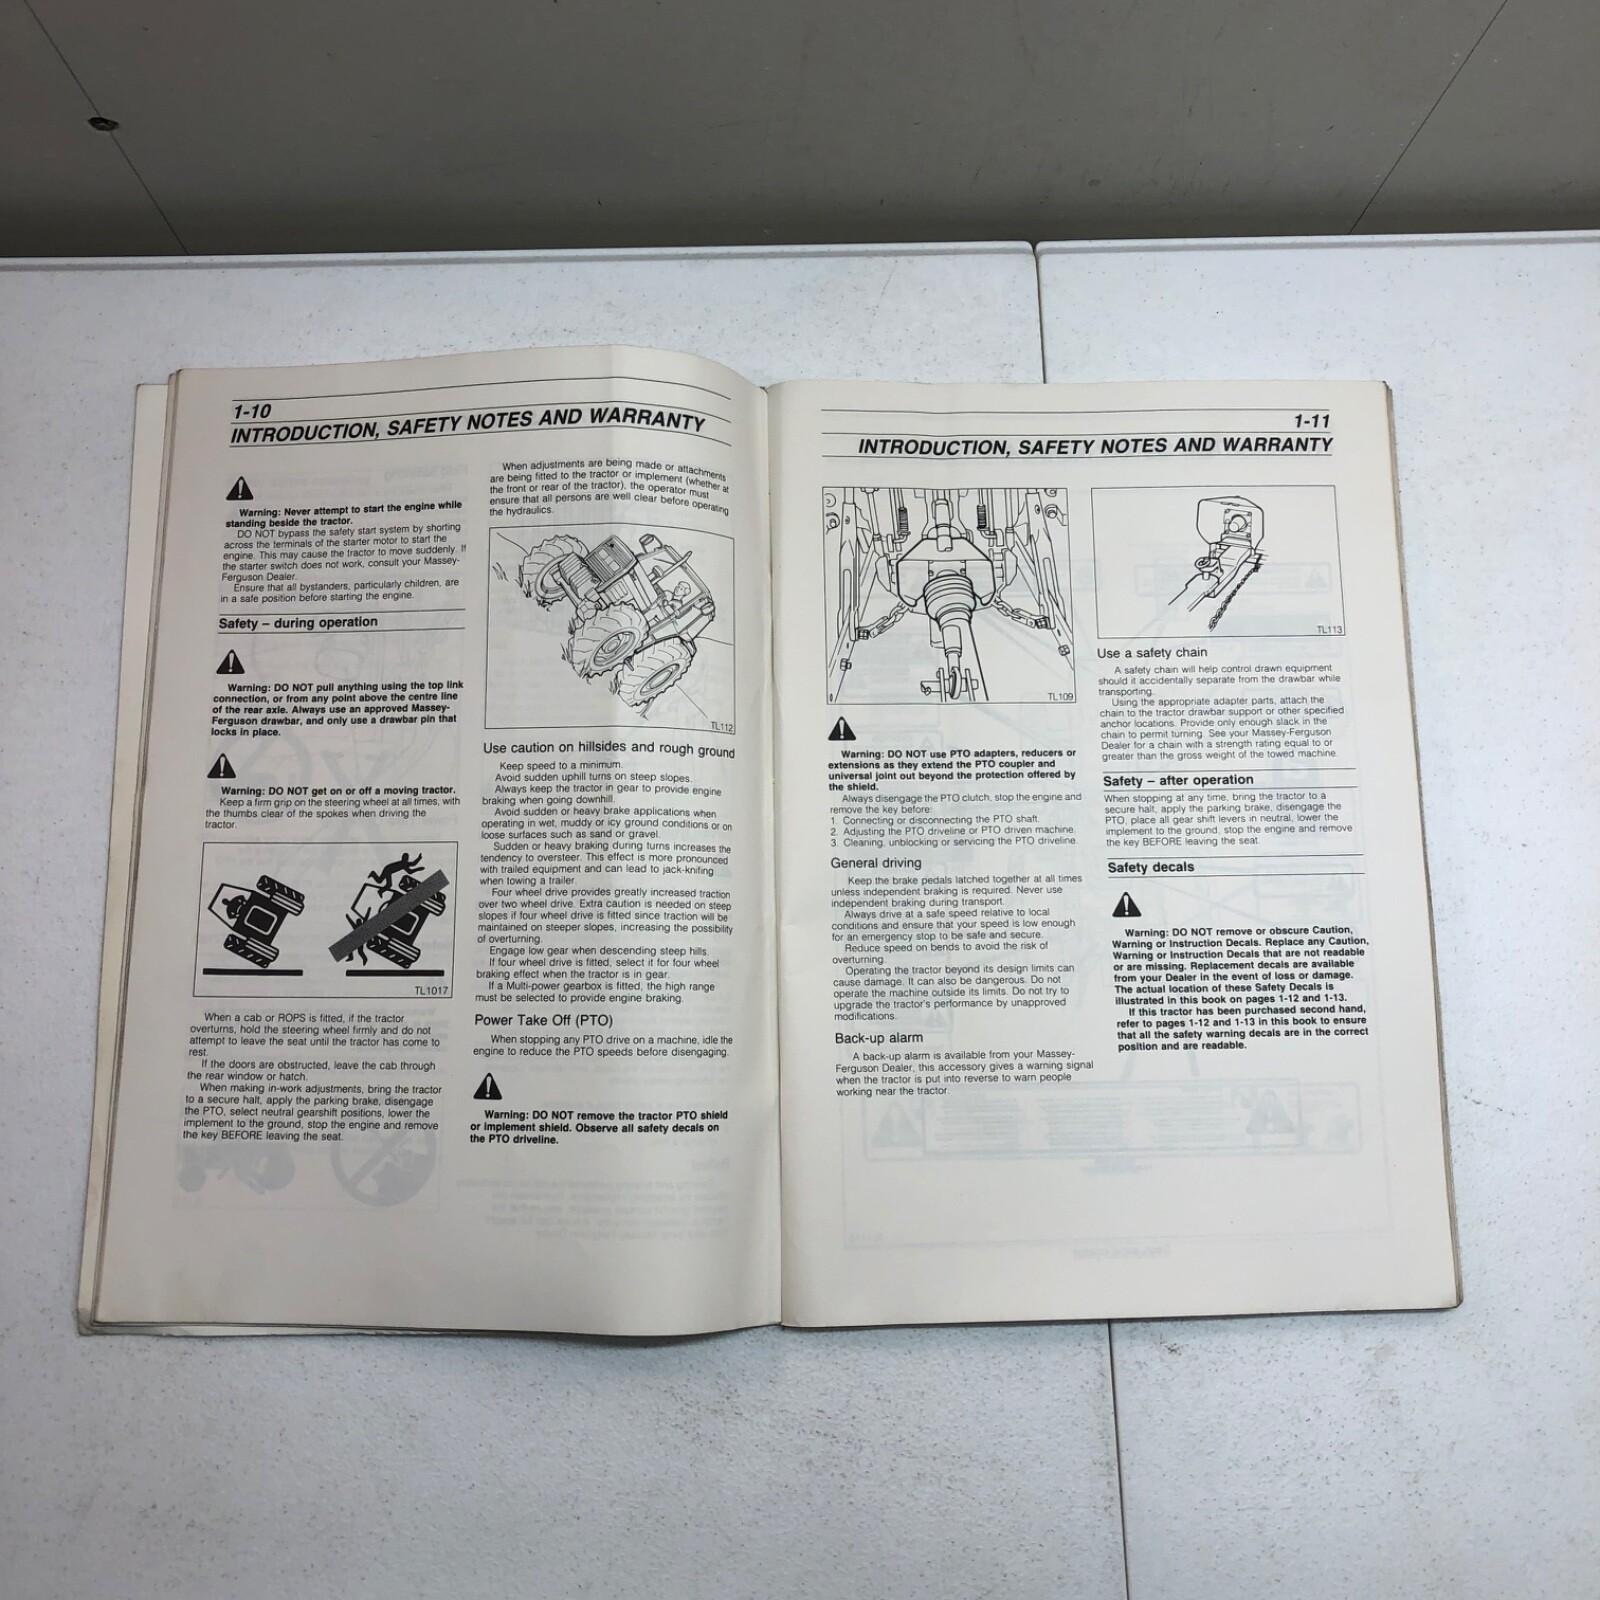 1-10
INTRODUCTION, SAFETY NOTES AND WARRANTY
Warning: Never attempt to start the engine while
standing beside the tractor.
DO NOT bypass the safety start system by shorting
across the terminals of the starter motor to start the
engine. This may cause the tractor to move suddenly. If
the starter switch does not work, consult your Massey-
Ferguson Dealer.
Ensure that all bystanders, particularly children, are
in a safe position before starting the engine.
Safety – during operation
Warning: DO NOT pull anything using the top link
connection, or from any point above the centre line
of the rear axle. Always use an approved Massey-
Ferguson drawbar, and only use a drawbar pin that
locks in place.
Warning: DO NOT get on or off a moving tractor.
Keep a firm grip on the steering wheel at all times, with
the thumbs clear of the spokes when driving the
tractor.
TL1017
When a cab or ROPS is fitted, if the tractor
overturns, hold the steering wheel firmly and do not
attempt to leave the seat until the tractor has come to
rest.
If the doors are obstructed, leave the cab through
the rear window or hatch.
When making in-work adjustments, bring the tractor
to a secure halt, apply the parking brake, disengage
the PTO, select neutral gearshift positions, lower the
implement to the ground, stop the engine and remove
the key BEFORE leaving the seat.
When adjustments are being made or attachments
are being fitted to the tractor or implement (whether at
the front or rear of the tractor), the operator must
ensure that all persons are well clear before operating
the hydraulics.
TL112
Use caution on hillsides and rough ground
Keep speed to a minimum.
Avoid sudden uphill turns on steep slopes.
Always keep the tractor in gear to provide engine
braking when going downhill.
Avoid sudden or heavy brake applications when
operating in wet, muddy or icy ground conditions or on
loose surfaces such as sand or gravel.
Sudden or heavy braking during turns increases the
tendency to oversteer. This effect is more pronounced
with trailed equipment and can lead to jack-knifing
when towing a trailer.
Four wheel drive provides greatly increased traction
over two wheel drive. Extra caution is needed on steep
slopes if four wheel drive is fitted since traction will be
maintained on steeper slopes, increasing the possibility
of overturning.
Engage low gear when descending steep hills.
If four wheel drive is fitted, select it for four wheel
braking effect when the tractor is in gear.
If a Multi-power gearbox is fitted, the high range
must be selected to provide engine braking.
Power Take Off (PTO)
When stopping any PTO drive on a machine, idle the
engine to reduce the PTO speeds before disengaging.
Warning: DO NOT remove the tractor PTO shield
or implement shield. Observe all safety decals on
the PTO driveline.
1-11
INTRODUCTION, SAFETY NOTES AND WARRANTY
TL109
Warning: DO NOT use PTO adapters, reducers or
extensions as they extend the PTO coupler and
universal joint out beyond the protection offered by
the shield.
Always disengage the PTO clutch, stop the engine and
remove the key before:
1. Connecting or disconnecting the PTO shaft.
2. Adjusting the PTO driveline or PTO driven machine.
3. Cleaning, unblocking or servicing the PTO driveline.
General driving
Keep the brake pedals latched together at all times
unless independent braking is required. Never use
independent braking during transport.
Always drive at a safe speed relative to local
conditions and ensure that your speed is low enough
for an emergency stop to be safe and secure.
Reduce speed on bends to avoid the risk of
overturning.
Operating the tractor beyond its design limits can
cause damage. It can also be dangerous. Do not
operate the machine outside its limits. Do not try to
upgrade the tractor's performance by unapproved
modifications.
Back-up alarm
A back-up alarm is available from your Massey-
Ferguson Dealer, this accessory gives a warning signal
when the tractor is put into reverse to warn people
working near the tractor.
TL113
Use a safety chain
A safety chain will help control drawn equipment
should it accidentally separate from the drawbar while
transporting.
Using the appropriate adapter parts, attach the
chain to the tractor drawbar support or other specified
anchor locations. Provide only enough slack in the
chain to permit turning. See your Massey-Ferguson
Dealer for a chain with a strength rating equal to or
greater than the gross weight of the towed machine.
Safety – after operation
When stopping at any time, bring the tractor to a
secure halt, apply the parking brake, disengage the
PTO, place all gear shift levers in neutral, lower the
implement to the ground, stop the engine and remove
the key BEFORE leaving the seat.
Safety decals
Warning: DO NOT remove or obscure Caution,
Warning or Instruction Decals. Replace any Caution,
Warning or Instruction Decals that are not readable
or are missing. Replacement decals are available
from your Dealer in the event of loss or damage.
The actual location of these Safety Decals is
illustrated in this book on pages 1-12 and 1-13.
If this tractor has been purchased second hand,
refer to pages 1-12 and 1-13 in this book to ensure
that all the safety warning decals are in the correct
position and are readable.